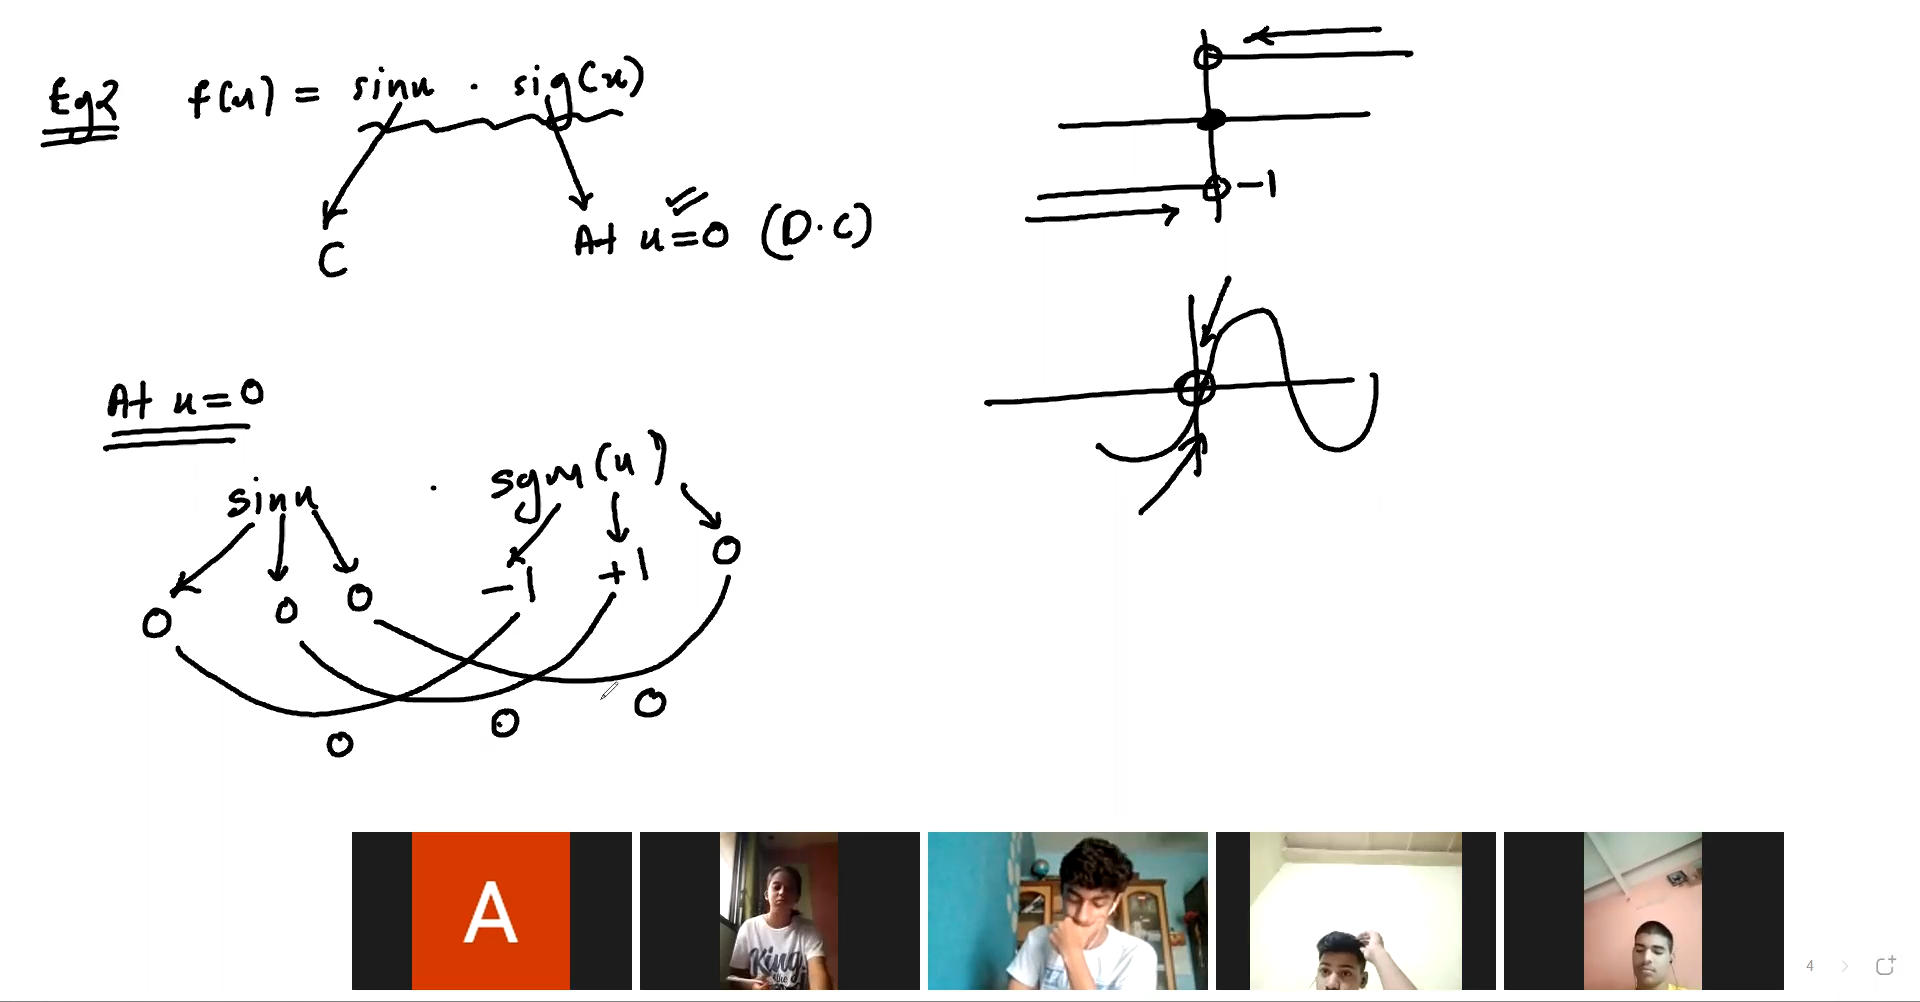 Eg2 f(x) = sinx . sig(x)
-1
C
At x=0 (D.C)
At x=0
sinx . sgm(x)
0 0 0 -1 +1 0
0 0 0
A
King
4